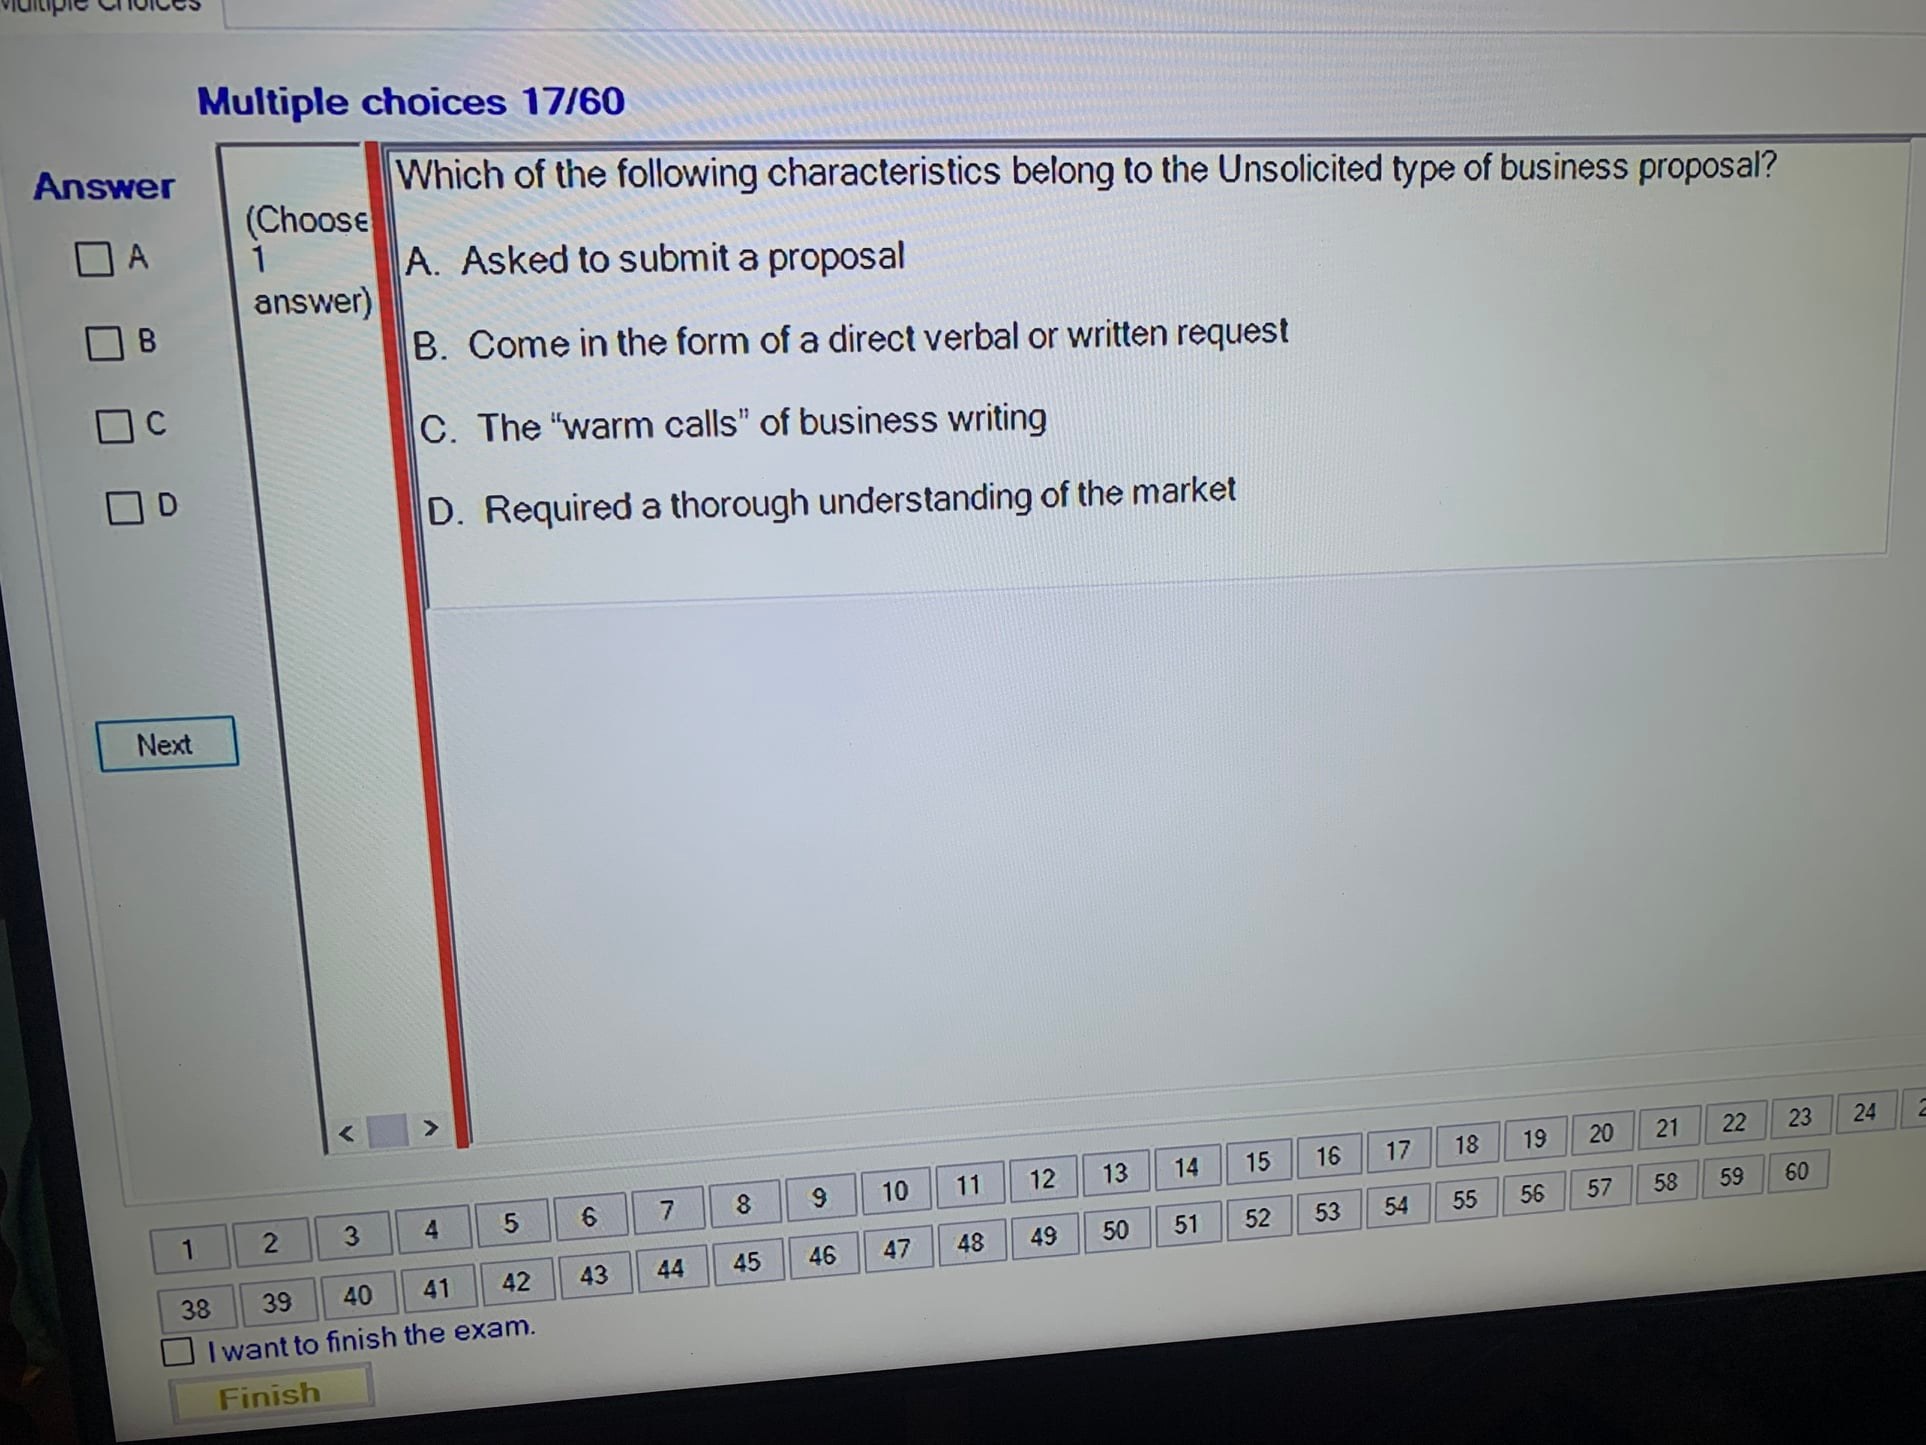 Multiple Choices
Multiple choices 17/60
Answer
A
B
C
D
Next
(Choose
1
answer)
Which of the following characteristics belong to the Unsolicited type of business proposal?
A. Asked to submit a proposal
B. Come in the form of a direct verbal or written request
C. The “warm calls” of business writing
D. Required a thorough understanding of the market
< >
1 2 3 4 5 6 7 8 9 10 11 12 13 14 15 16 17 18 19 20 21 22 23 24
38 39 40 41 42 43 44 45 46 47 48 49 50 51 52 53 54 55 56 57 58 59 60
I want to finish the exam.
Finish